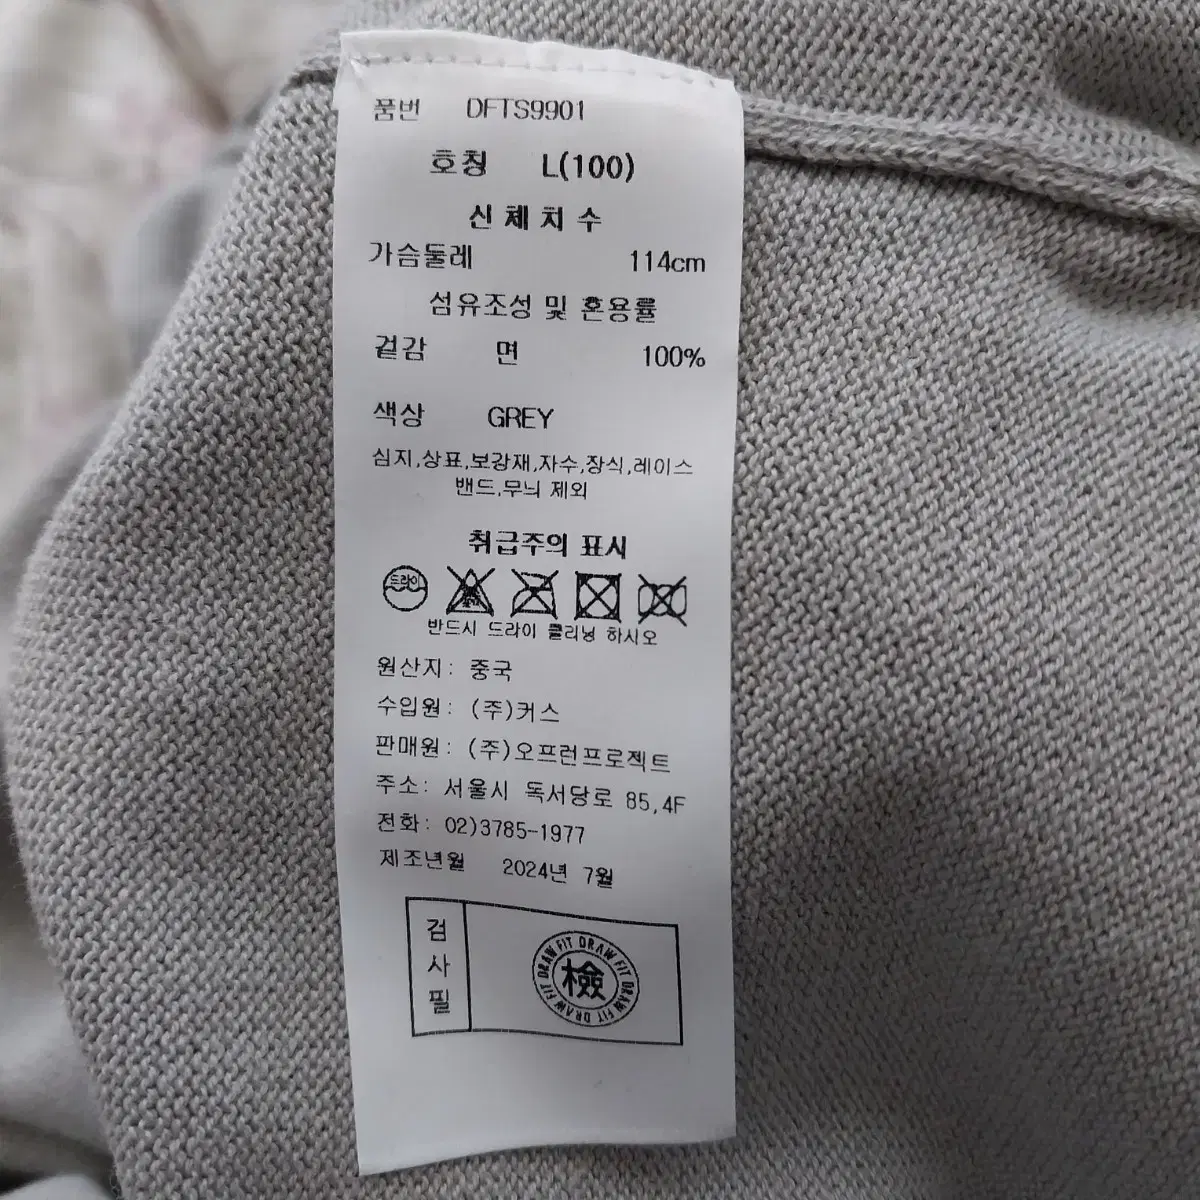 품번 DFTS9901
호칭 L(100)
신체치수
가슴둘레 114cm
섬유조성 및 혼용률
겉감 면 100%
색상 GREY
심지,상표,보강재,자수,장식,레이스
밴드,무늬 제외
취급주의 표시
드라이
반드시 드라이 클리닝 하시오
원산지: 중국
수입원: (주)커스
판매원: (주)오프런프로젝트
주소: 서울시 독서당로 85,4F
전화: 02)3785-1977
제조년월 2024년 7월
검사필
DRAW FIT DRAW FIT DRAW FIT
檢